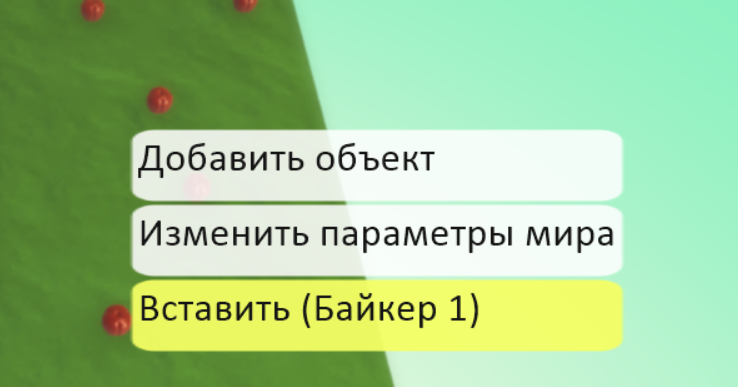 Добавить объект
Изменить параметры мира
Вставить (Байкер 1)